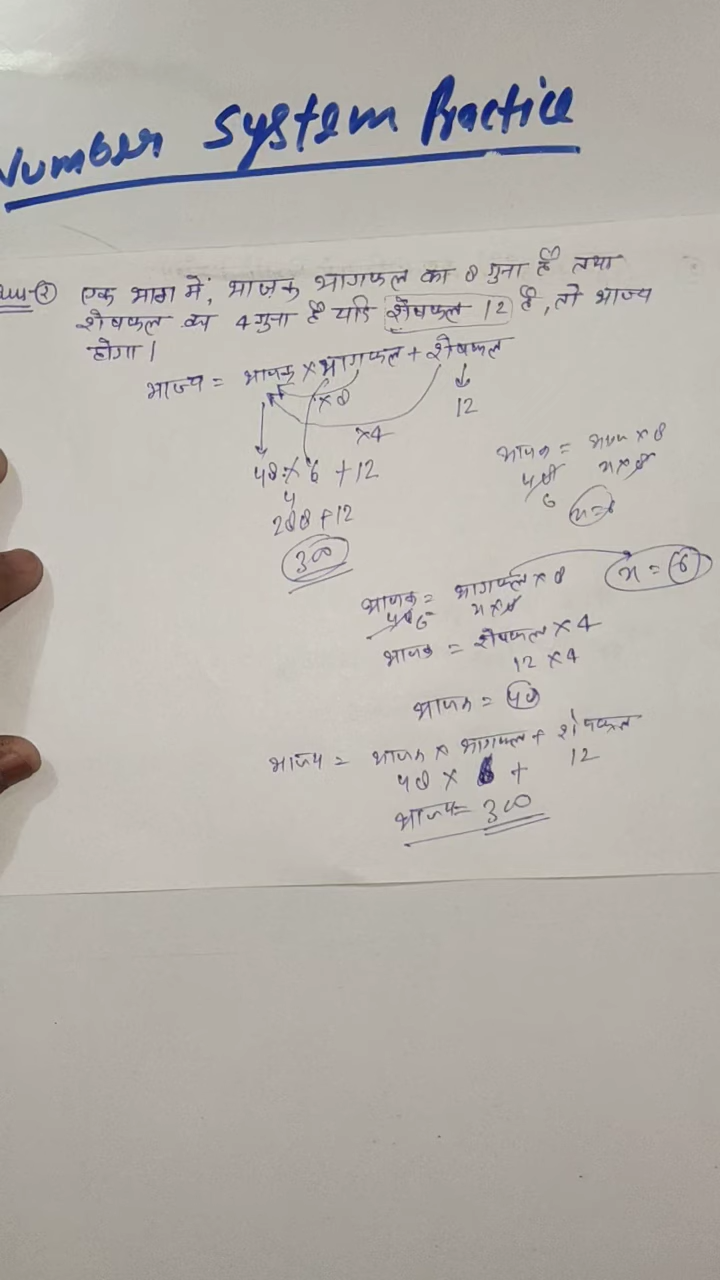 Number System Practice
Que-(2) एक भाग में, भाजक भागफल का 8 गुना है तथा
शेषफल का 4 गुना है यदि शेषफल 12 है, तो भाज्य
होगा।
भाज्य = भाजक × भागफल + शेषफल
×8
12
×4
48 × 6 + 12
288 + 12
300
भाजक = ×8
48 x×8
6
x=6
भाजक = भागफल × 8
x = 6
48 6 = x×8
भाजक = शेषफल × 4
12 × 4
भाजक = 48
भाज्य = भाजक × भागफल + शेषफल
48 × 6 + 12
भाज्य = 300